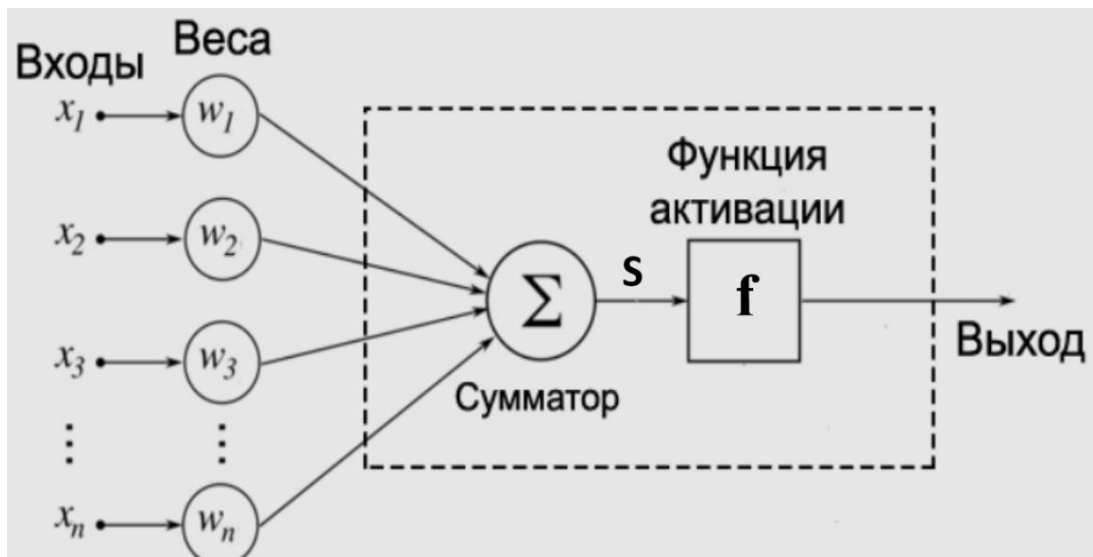 Входы
Веса
x1
w1
x2
w2
x3
w3
⋮
⋮
xn
wn
Σ
Сумматор
S
Функция
активации
f
Выход